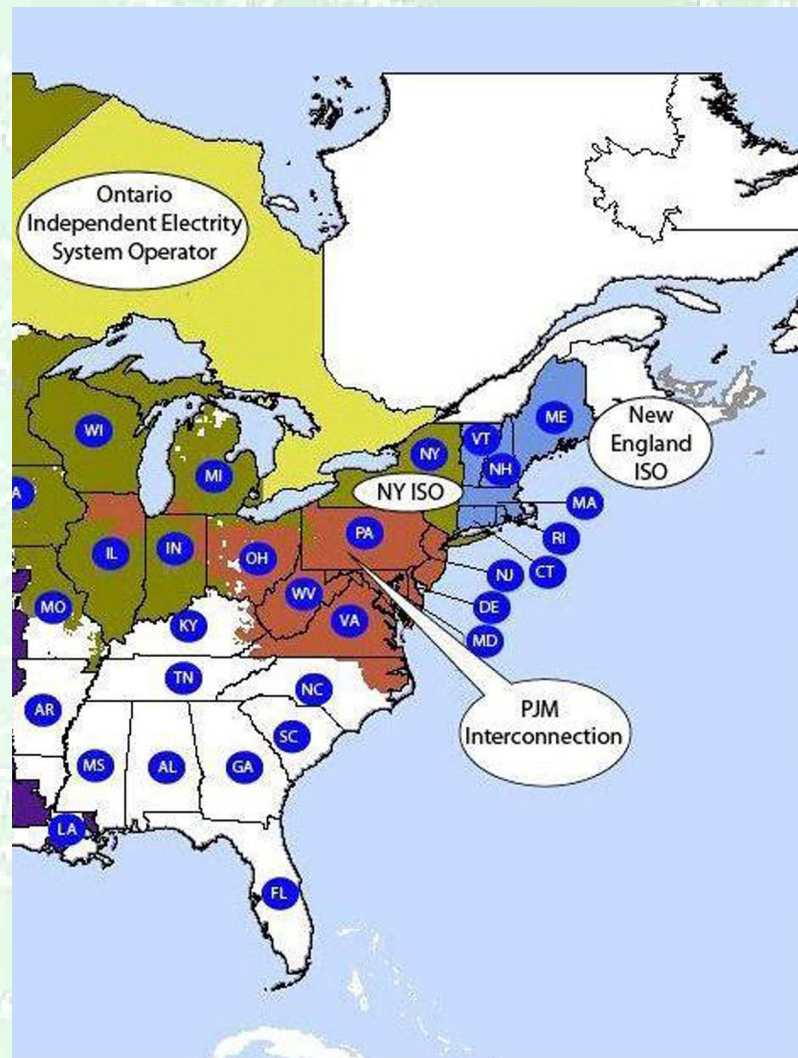 Ontario
Independent Electrity
System Operator
WI
MI
NY
VT
ME
NH
New
England
ISO
NY ISO
A
MA
RI
CT
IL
IN
OH
PA
NJ
DE
MD
MO
KY
WV
VA
TN
NC
AR
SC
PJM
Interconnection
MS
AL
GA
LA
FL